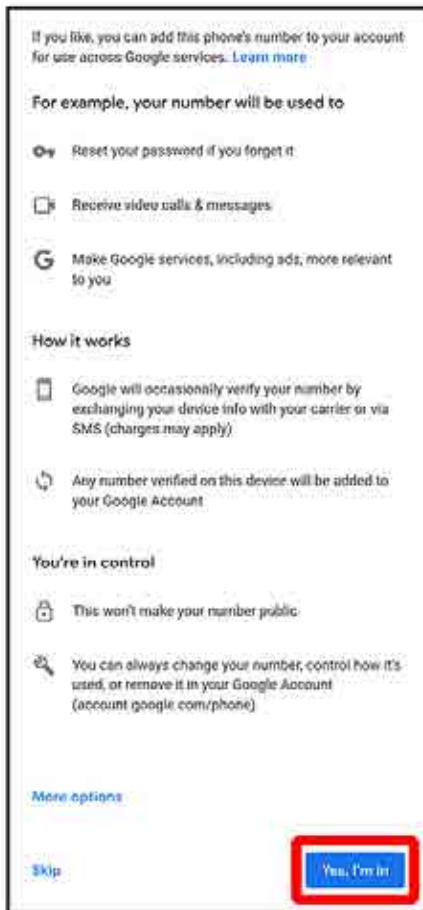 If you like, you can add this phone's number to your account
for use across Google services. Learn more
For example, your number will be used to
Reset your password if you forget it
Receive video calls & messages
Make Google services, including ads, more relevant
to you
How it works
Google will occasionally verify your number by
exchanging your device info with your carrier or via
SMS (charges may apply)
Any number verified on this device will be added to
your Google Account
You're in control
This won't make your number public
You can always change your number, control how it's
used, or remove it in your Google Account
(account.google.com/phone)
More options
Skip
Yes, I'm in